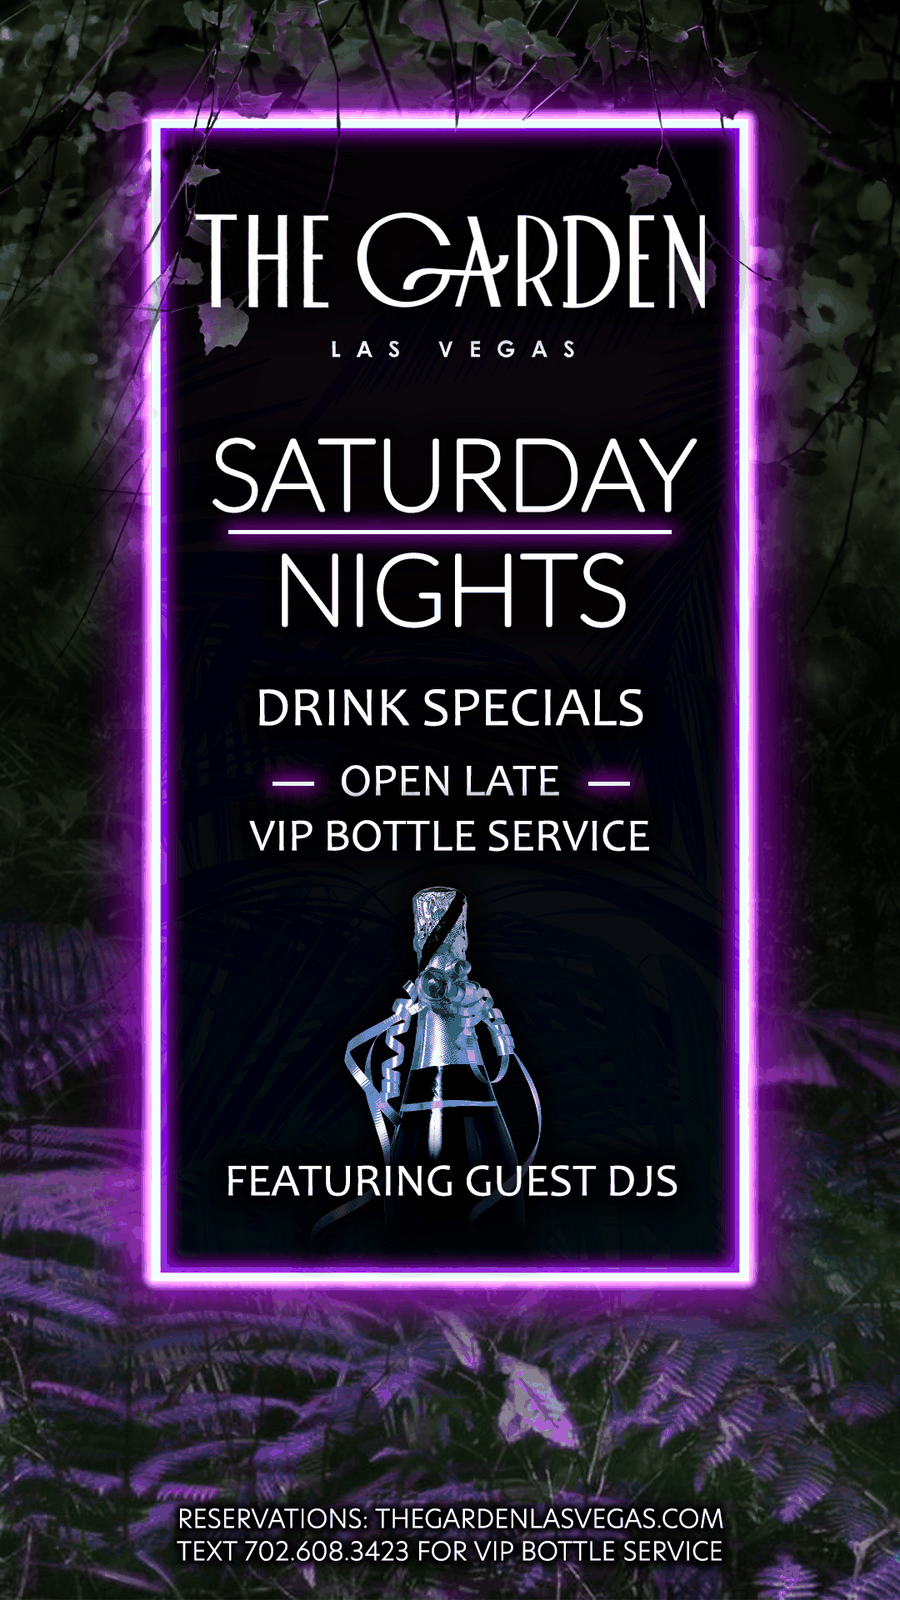 THE GARDEN
LAS VEGAS
SATURDAY
NIGHTS
DRINK SPECIALS
— OPEN LATE —
VIP BOTTLE SERVICE
FEATURING GUEST DJS
RESERVATIONS: THEGARDENLASVEGAS.COM
TEXT 702.608.3423 FOR VIP BOTTLE SERVICE